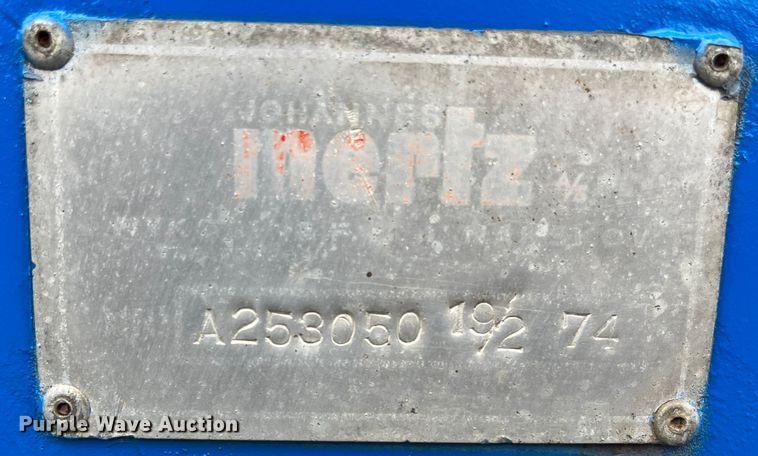 JOHANNES
mertz A/S
A253050 19/2 74
Purple Wave Auction